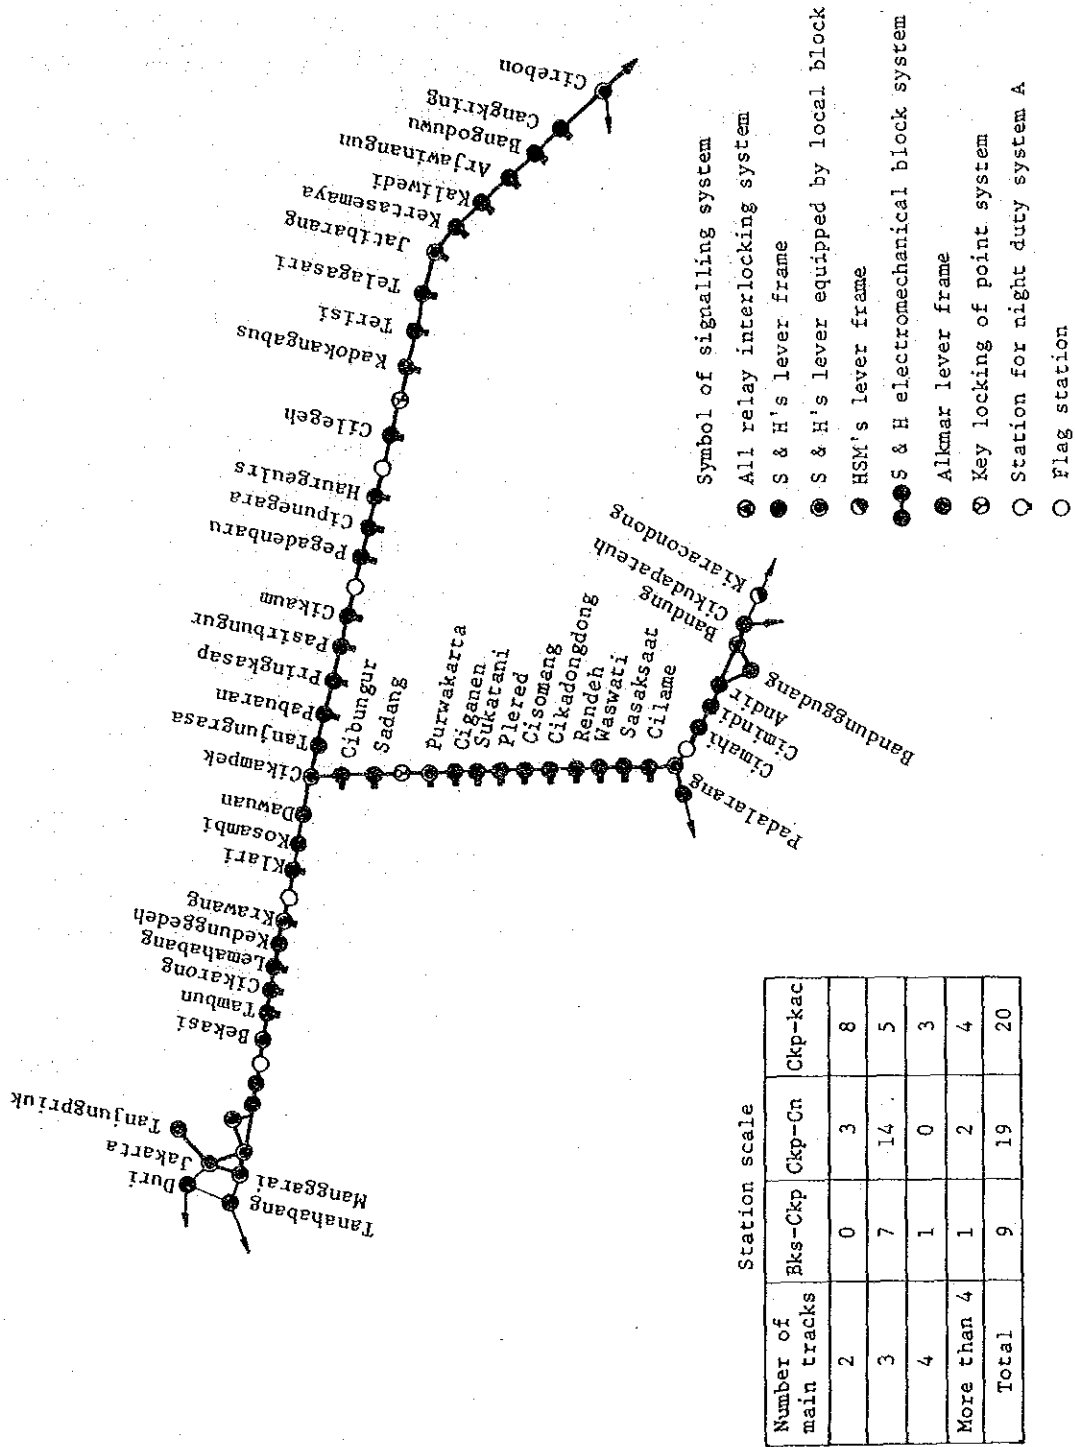 Duri
Jakarta
Tanjungpriuk
Tanahabang
Manggarai
Bekasi
Tambun
Cikarong
Lemahabang
Kedunggedeh
Krawang
Klari
Kosambi
Dawuan
Cikampek
Tanjungrasa
Pabuaran
Pringkasap
Pasirbungur
Cikaum
Pegadenbaru
Cipunegara
Haurgeulrs
Cilegeh
Kadokangabus
Terisi
Telagasari
Jatibarang
Kertasemaya
Kaliwedi
Arjawinangun
Bangoduwu
Cangkring
Cirebon
Cibungur
Sadang
Purwakarta
Ciganen
Sukatani
Plered
Cisomang
Cikadongdong
Rendeh
Waswati
Sasaksaat
Cilame
Padalarang
Cimahi
Cimindi
Andir
Bandunggudang
Bandung
Cikudapateuh
Kiaracondong
Symbol of signalling system
All relay interlocking system
S & H's lever frame
S & H's lever equipped by local block
HSM's lever frame
S & H electromechanical block system
Alkmar lever frame
Key locking of point system
Station for night duty system A
Flag station
Station scale
Number of main tracks Bks-Ckp Ckp-Cn Ckp-kac
2 0 3 8
3 7 14 5
4 1 0 3
More than 4 1 2 4
Total 9 19 20